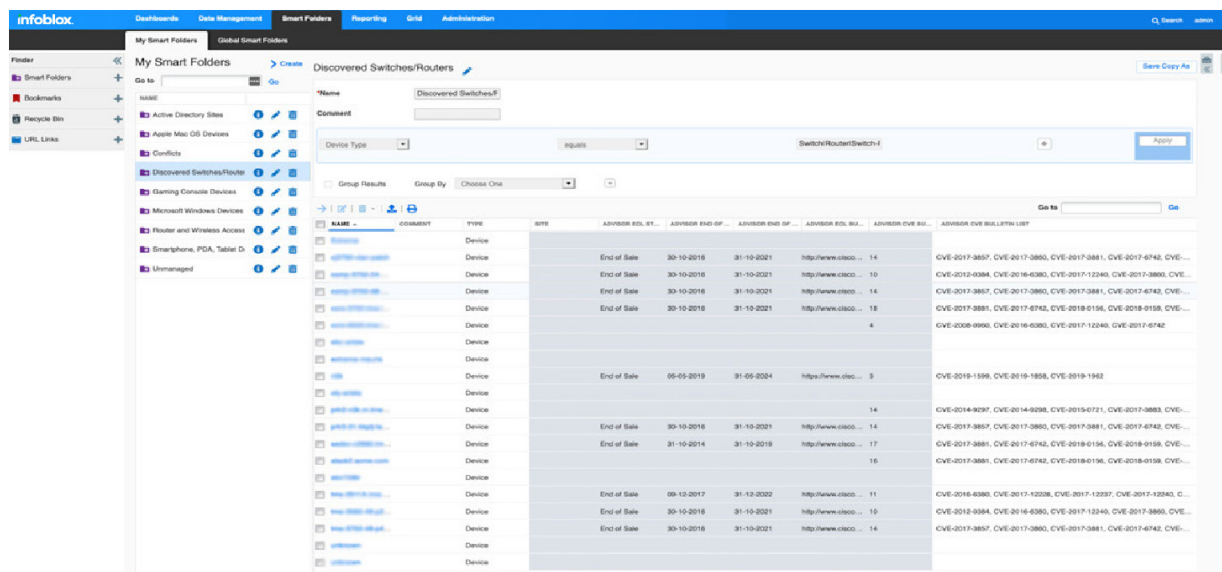 Infoblox
Dashboards Data Management Smart Folders Reporting Grid Administration
Search admin
My Smart Folders Global Smart Folders
Finder
Smart Folders
Bookmarks
Recycle Bin
URL Links
My Smart Folders Create
Go to Go
NAME
Active Directory Sites
Apple Mac OS Devices
Conflicts
Discovered Switches/Router
Gaming Console Devices
Microsoft Windows Devices
Router and Wireless Access
Smartphone, PDA, Tablet D
Unmanaged
Discovered Switches/Routers Save Copy As
*Name Discovered Switches/F
Comment
Device Type equals Switch|Router|Switch-I Apply
Group Results Group By Choose One
Go to Go
NAME COMMENT TYPE SITE ADVISOR EOL ST... ADVISOR END OF ... ADVISOR END OF ... ADVISOR EOL BU... ADVISOR CVE BU... ADVISOR CVE BULLETIN LIST
Device
Device End of Sale 30-10-2016 31-10-2021 http://www.cisco.... 14 CVE-2017-3857, CVE-2017-3860, CVE-2017-3881, CVE-2017-6742, CVE-...
Device End of Sale 30-10-2016 31-10-2021 http://www.cisco.... 10 CVE-2012-0384, CVE-2016-6380, CVE-2017-12240, CVE-2017-3860, CVE...
Device End of Sale 30-10-2016 31-10-2021 http://www.cisco.... 14 CVE-2017-3857, CVE-2017-3860, CVE-2017-3881, CVE-2017-6742, CVE-...
Device End of Sale 30-10-2016 31-10-2021 http://www.cisco.... 18 CVE-2017-3881, CVE-2017-6742, CVE-2018-0156, CVE-2018-0159, CVE-...
Device 4 CVE-2008-0960, CVE-2016-6380, CVE-2017-12240, CVE-2017-6742
Device
Device
Device End of Sale 05-05-2019 31-05-2024 https://www.cisc... 3 CVE-2019-1599, CVE-2019-1858, CVE-2019-1962
Device
Device 14 CVE-2014-9297, CVE-2014-9298, CVE-2015-0721, CVE-2017-3883, CVE-...
Device End of Sale 30-10-2016 31-10-2021 http://www.cisco.... 14 CVE-2017-3857, CVE-2017-3860, CVE-2017-3881, CVE-2017-6742, CVE-...
Device End of Sale 31-10-2014 31-10-2019 http://www.cisco.... 17 CVE-2017-3881, CVE-2017-6742, CVE-2018-0156, CVE-2018-0159, CVE-...
Device 16 CVE-2017-3881, CVE-2017-6742, CVE-2018-0156, CVE-2018-0159, CVE-...
Device
Device End of Sale 09-12-2017 31-12-2022 http://www.cisco.... 11 CVE-2016-6380, CVE-2017-12228, CVE-2017-12237, CVE-2017-12240, C...
Device End of Sale 30-10-2016 31-10-2021 http://www.cisco.... 10 CVE-2012-0384, CVE-2016-6380, CVE-2017-12240, CVE-2017-3860, CVE...
Device End of Sale 30-10-2016 31-10-2021 http://www.cisco.... 14 CVE-2017-3857, CVE-2017-3860, CVE-2017-3881, CVE-2017-6742, CVE-...
unknown Device
unknown Device